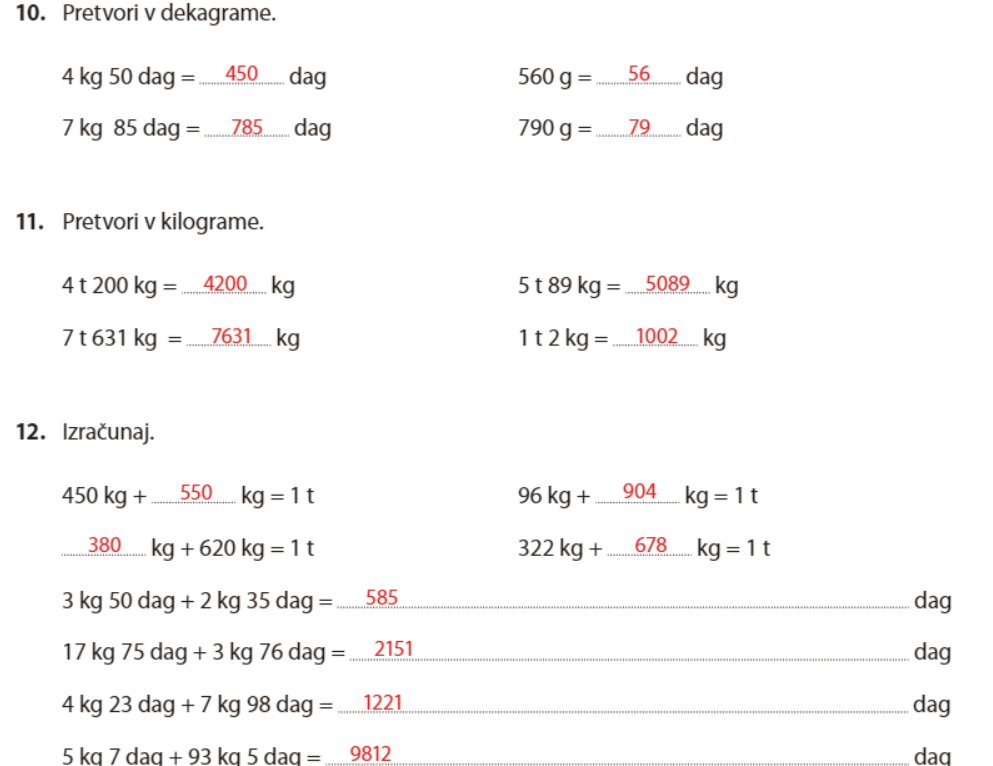 10. Pretvori v dekagrame.
4 kg 50 dag = 450 dag 560 g = 56 dag
7 kg 85 dag = 785 dag 790 g = 79 dag
11. Pretvori v kilograme.
4 t 200 kg = 4200 kg 5 t 89 kg = 5089 kg
7 t 631 kg = 7631 kg 1 t 2 kg = 1002 kg
12. Izračunaj.
450 kg + 550 kg = 1 t 96 kg + 904 kg = 1 t
380 kg + 620 kg = 1 t 322 kg + 678 kg = 1 t
3 kg 50 dag + 2 kg 35 dag = 585 dag
17 kg 75 dag + 3 kg 76 dag = 2151 dag
4 kg 23 dag + 7 kg 98 dag = 1221 dag
5 kg 7 dag + 93 kg 5 dag = 9812 dag